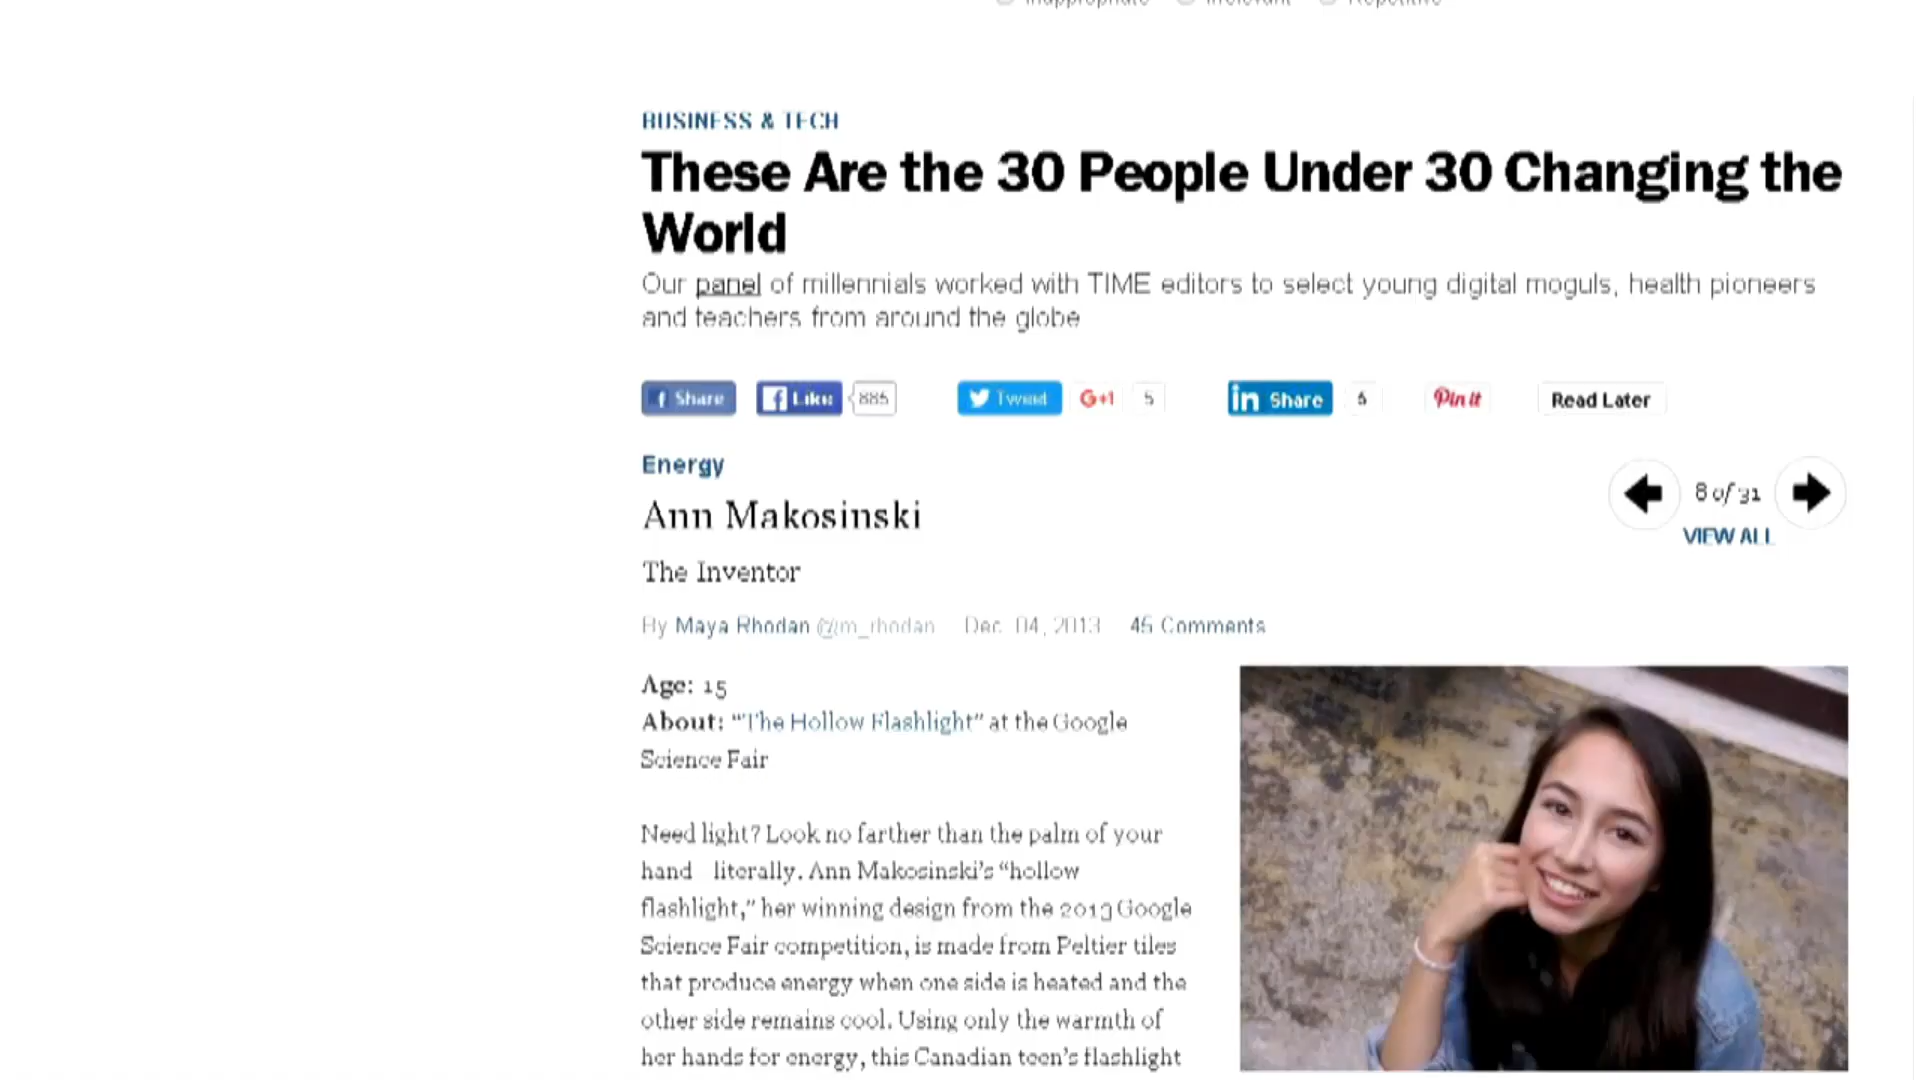 BUSINESS & TECH
These Are the 30 People Under 30 Changing the
World
Our panel of millennials worked with TIME editors to select young digital moguls, health pioneers
and teachers from around the globe
Share Like 885 Tweet G+1 5 in Share 6 Pin it Read Later
Energy
8 of 31
Ann Makosinski
VIEW ALL
The Inventor
By Maya Rhodan @m_rhodan Dec. 04, 2013 45 Comments
Age: 15
About: “The Hollow Flashlight” at the Google
Science Fair
Need light? Look no farther than the palm of your
hand literally. Ann Makosinski’s “hollow
flashlight,” her winning design from the 2013 Google
Science Fair competition, is made from Peltier tiles
that produce energy when one side is heated and the
other side remains cool. Using only the warmth of
her hands for energy, this Canadian teen’s flashlight